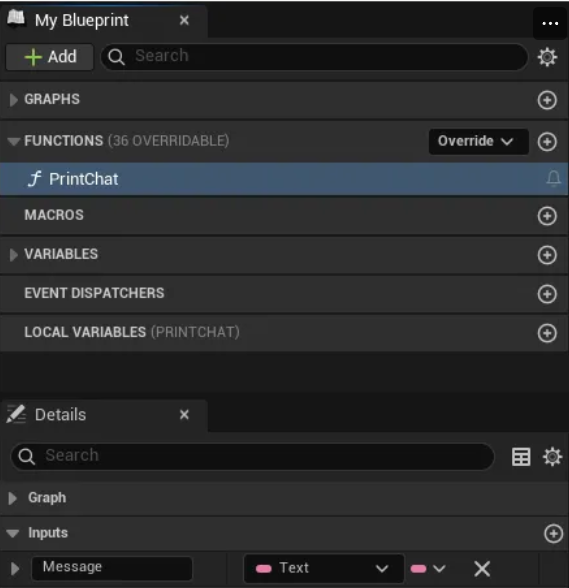 My Blueprint
Add Search
GRAPHS
FUNCTIONS (36 OVERRIDABLE) Override
PrintChat
MACROS
VARIABLES
EVENT DISPATCHERS
LOCAL VARIABLES (PRINTCHAT)
Details
Search
Graph
Inputs
Message Text